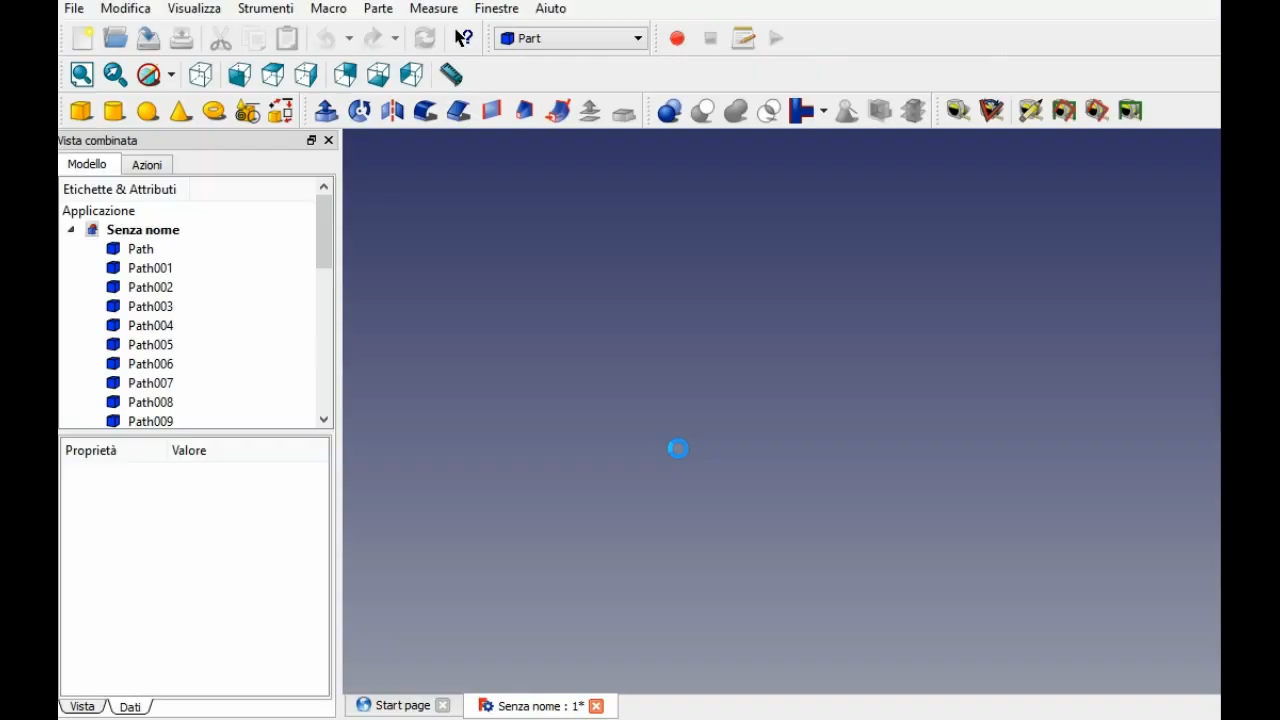 File Modifica Visualizza Strumenti Macro Parte Measure Finestre Aiuto
Part
Vista combinata
Modello Azioni
Etichette & Attributi
Applicazione
Senza nome
Path
Path001
Path002
Path003
Path004
Path005
Path006
Path007
Path008
Path009
Proprietà Valore
Vista Dati
Start page Senza nome : 1*